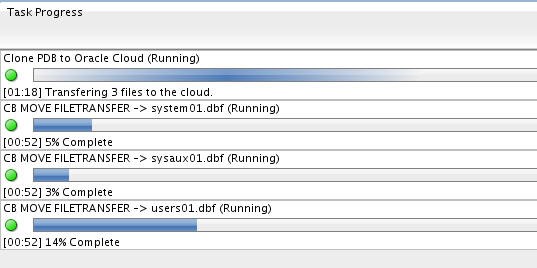 Task Progress
Clone PDB to Oracle Cloud (Running)
[01:18] Transfering 3 files to the cloud.
CB MOVE FILETRANSFER -> system01.dbf (Running)
[00:52] 5% Complete
CB MOVE FILETRANSFER -> sysaux01.dbf (Running)
[00:52] 3% Complete
CB MOVE FILETRANSFER -> users01.dbf (Running)
[00:52] 14% Complete